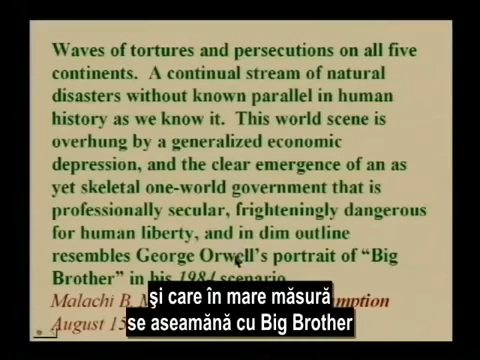 Waves of tortures and persecutions on all five
continents. A continual stream of natural
disasters without known parallel in human
history as we know it. This world scene is
overhung by a generalized economic
depression, and the clear emergence of an as
yet skeletal one-world government that is
professionally secular, frighteningly dangerous
for human liberty, and in dim outline
resembles George Orwell's portrait of “Big
Brother” in his 1984 scenario
Malachi B.
August
şi care în mare măsură
se aseamănă cu Big Brother